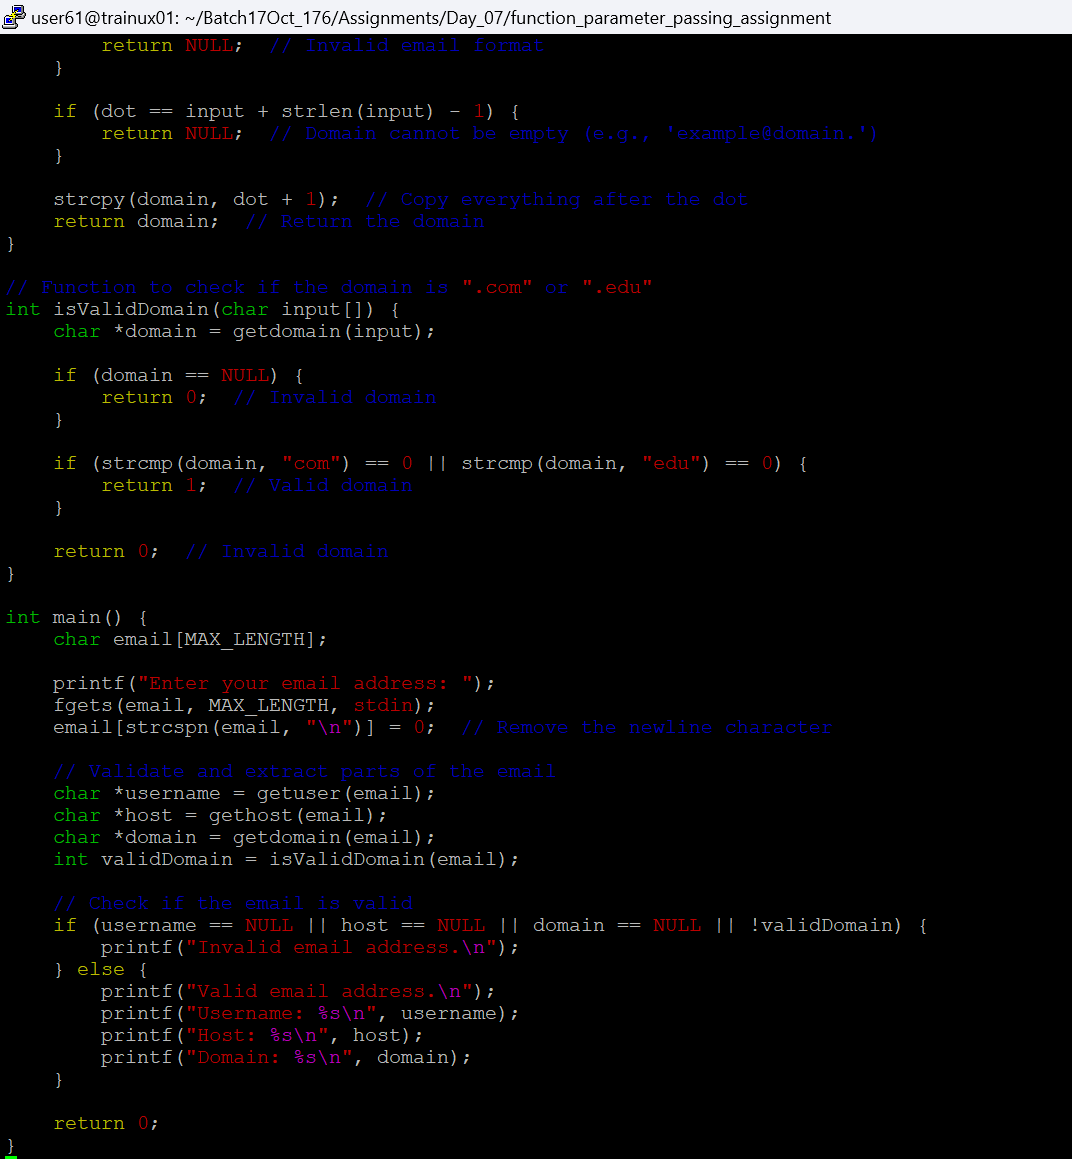 user61@trainux01: ~/Batch17Oct_176/Assignments/Day_07/function_parameter_passing_assignment
        return NULL;  // Invalid email format
    }

    if (dot == input + strlen(input) - 1) {
        return NULL;  // Domain cannot be empty (e.g., 'example@domain.')
    }

    strcpy(domain, dot + 1);  // Copy everything after the dot
    return domain;  // Return the domain
}

// Function to check if the domain is ".com" or ".edu"
int isValidDomain(char input[]) {
    char *domain = getdomain(input);

    if (domain == NULL) {
        return 0;  // Invalid domain
    }

    if (strcmp(domain, "com") == 0 || strcmp(domain, "edu") == 0) {
        return 1;  // Valid domain
    }

    return 0;  // Invalid domain
}

int main() {
    char email[MAX_LENGTH];

    printf("Enter your email address: ");
    fgets(email, MAX_LENGTH, stdin);
    email[strcspn(email, "\n")] = 0;  // Remove the newline character

    // Validate and extract parts of the email
    char *username = getuser(email);
    char *host = gethost(email);
    char *domain = getdomain(email);
    int validDomain = isValidDomain(email);

    // Check if the email is valid
    if (username == NULL || host == NULL || domain == NULL || !validDomain) {
        printf("Invalid email address.\n");
    } else {
        printf("Valid email address.\n");
        printf("Username: %s\n", username);
        printf("Host: %s\n", host);
        printf("Domain: %s\n", domain);
    }

    return 0;
}